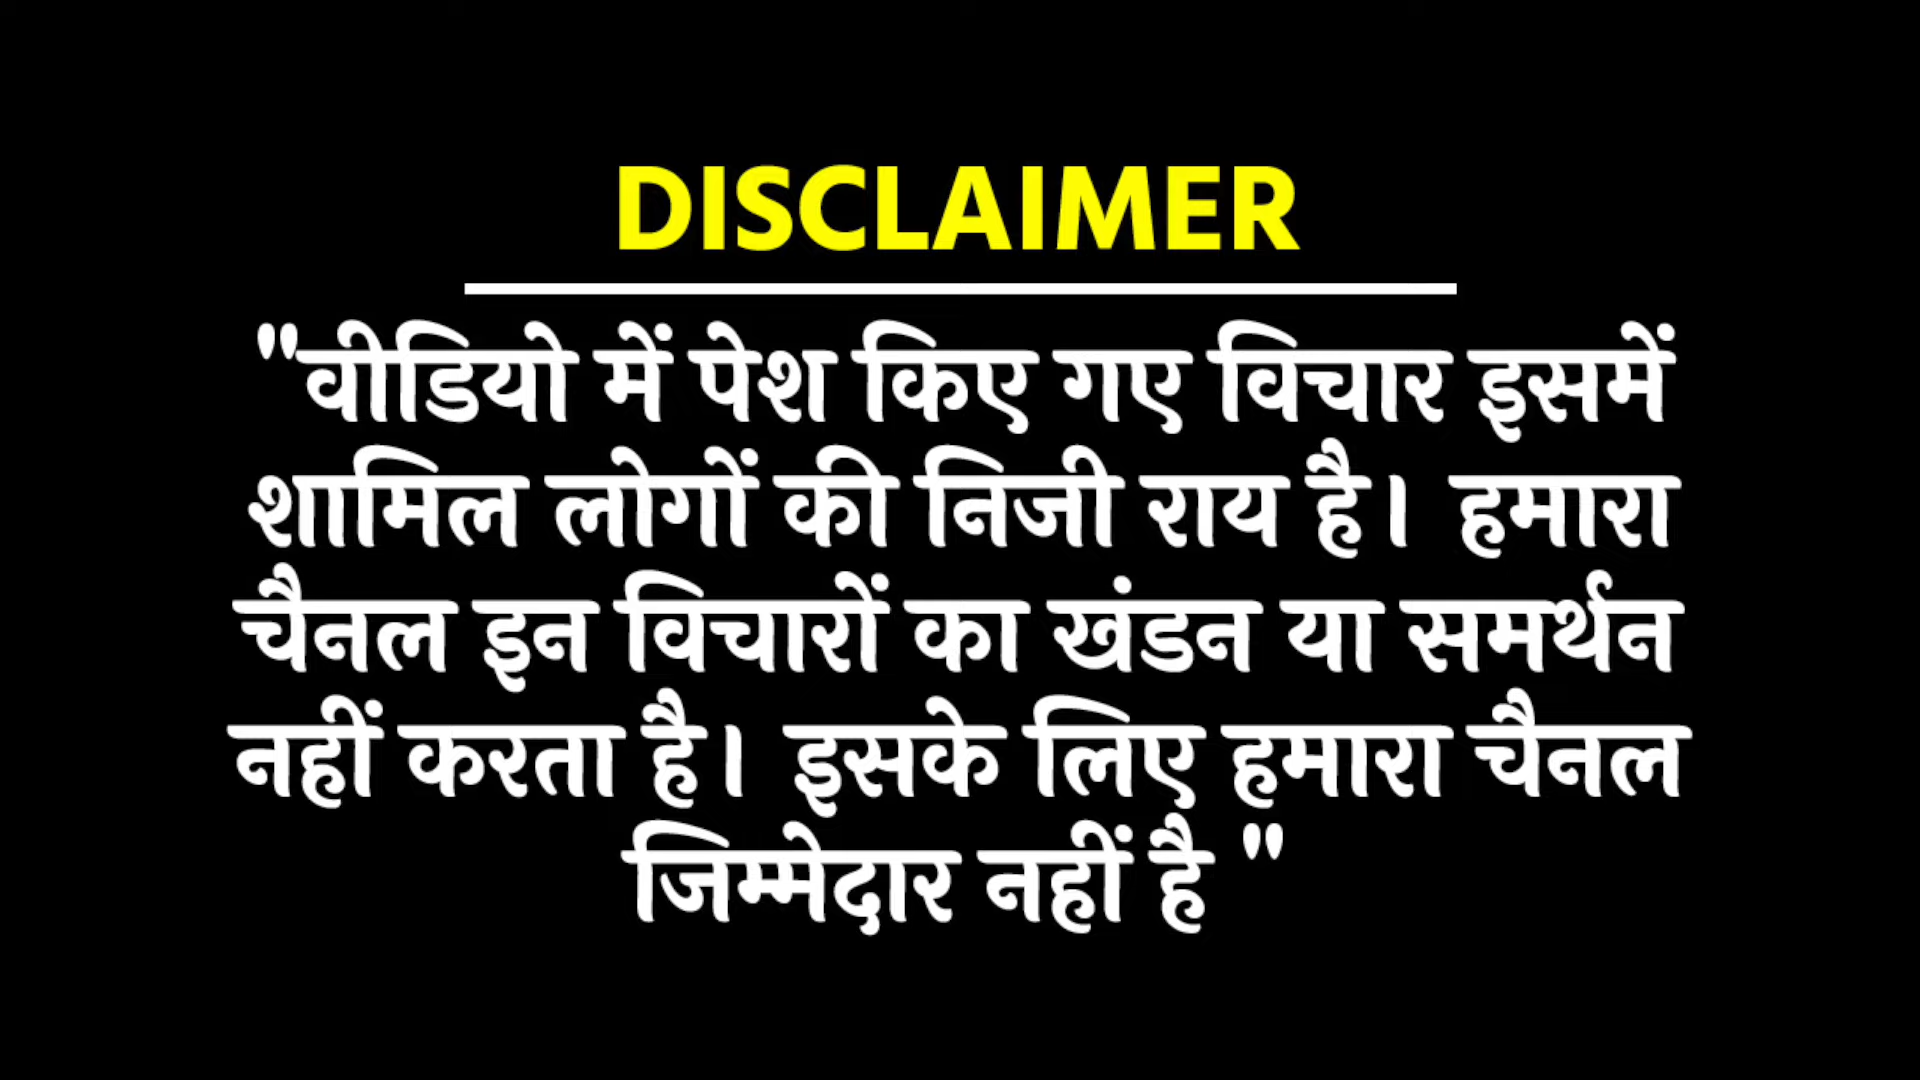 DISCLAIMER
"वीडियो में पेश किए गए विचार इसमें
शामिल लोगों की निजी राय है। हमारा
चैनल इन विचारों का खंडन या समर्थन
नहीं करता है। इसके लिए हमारा चैनल
जिम्मेदार नहीं है "